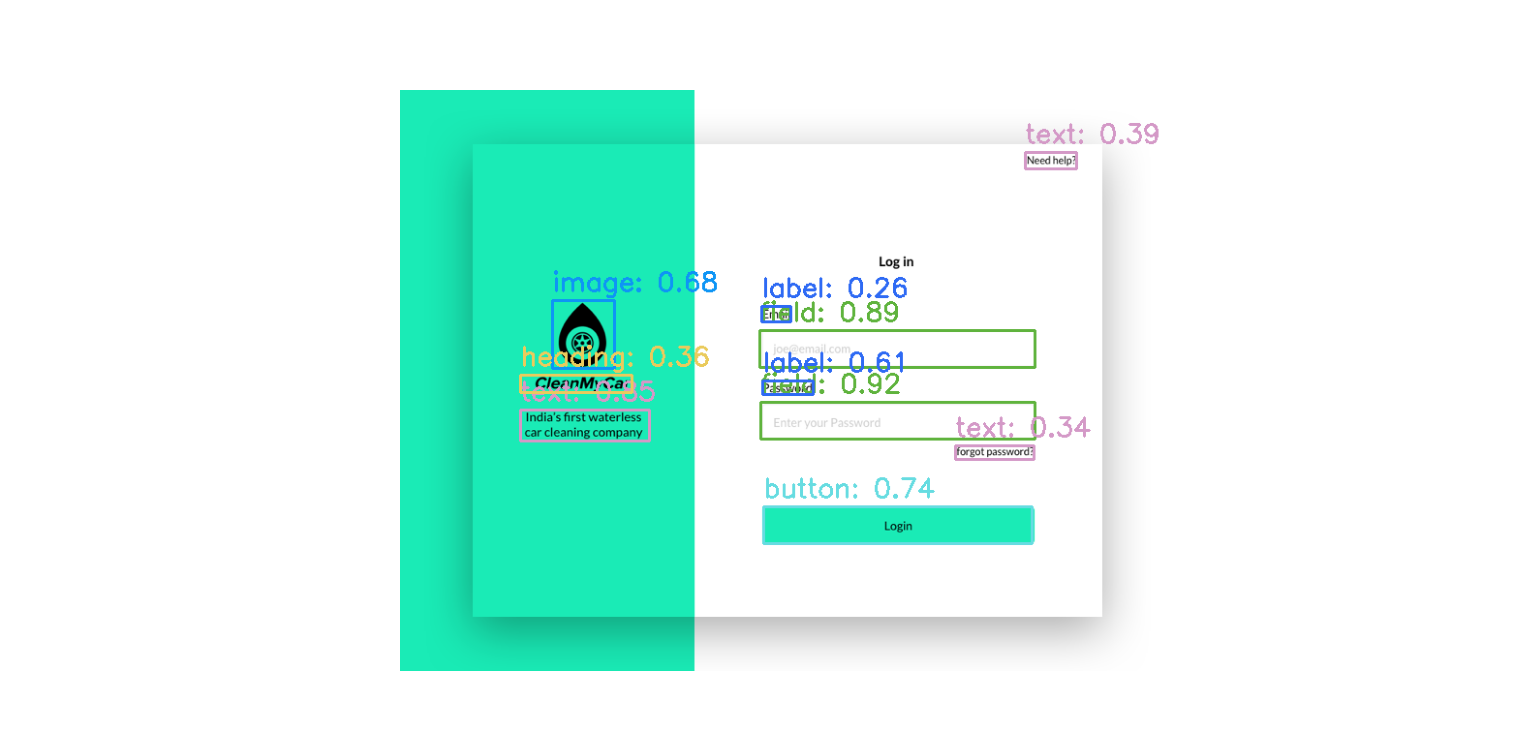 text: 0.39
Need help?
Log in
image: 0.68
label: 0.26
Email
field: 0.89
joe@email.com
heading: 0.36
label: 0.61
CleanMyCar
text: 0.85
Password
field: 0.92
India's first waterless
car cleaning company
Enter your Password
text: 0.34
forgot password?
button: 0.74
Login